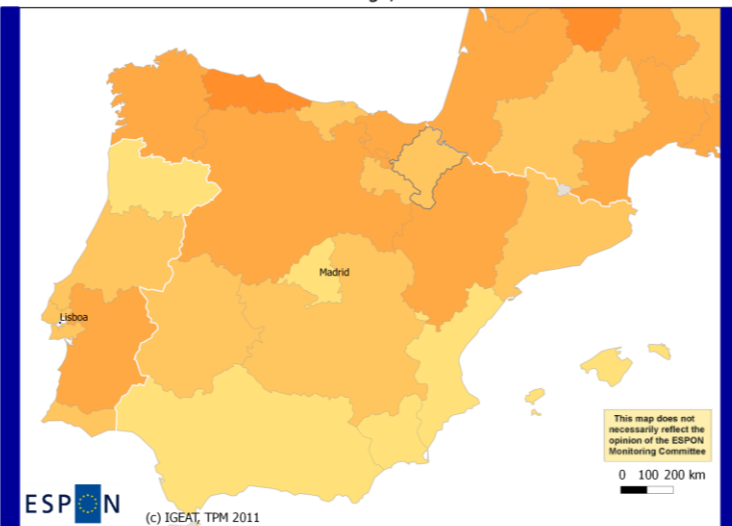 Madrid
Lisboa
This map does not
necessarily reflect the
opinion of the ESPON
Monitoring Committee
0 100 200 km
ESPON
(c) IGEAT, TPM 2011